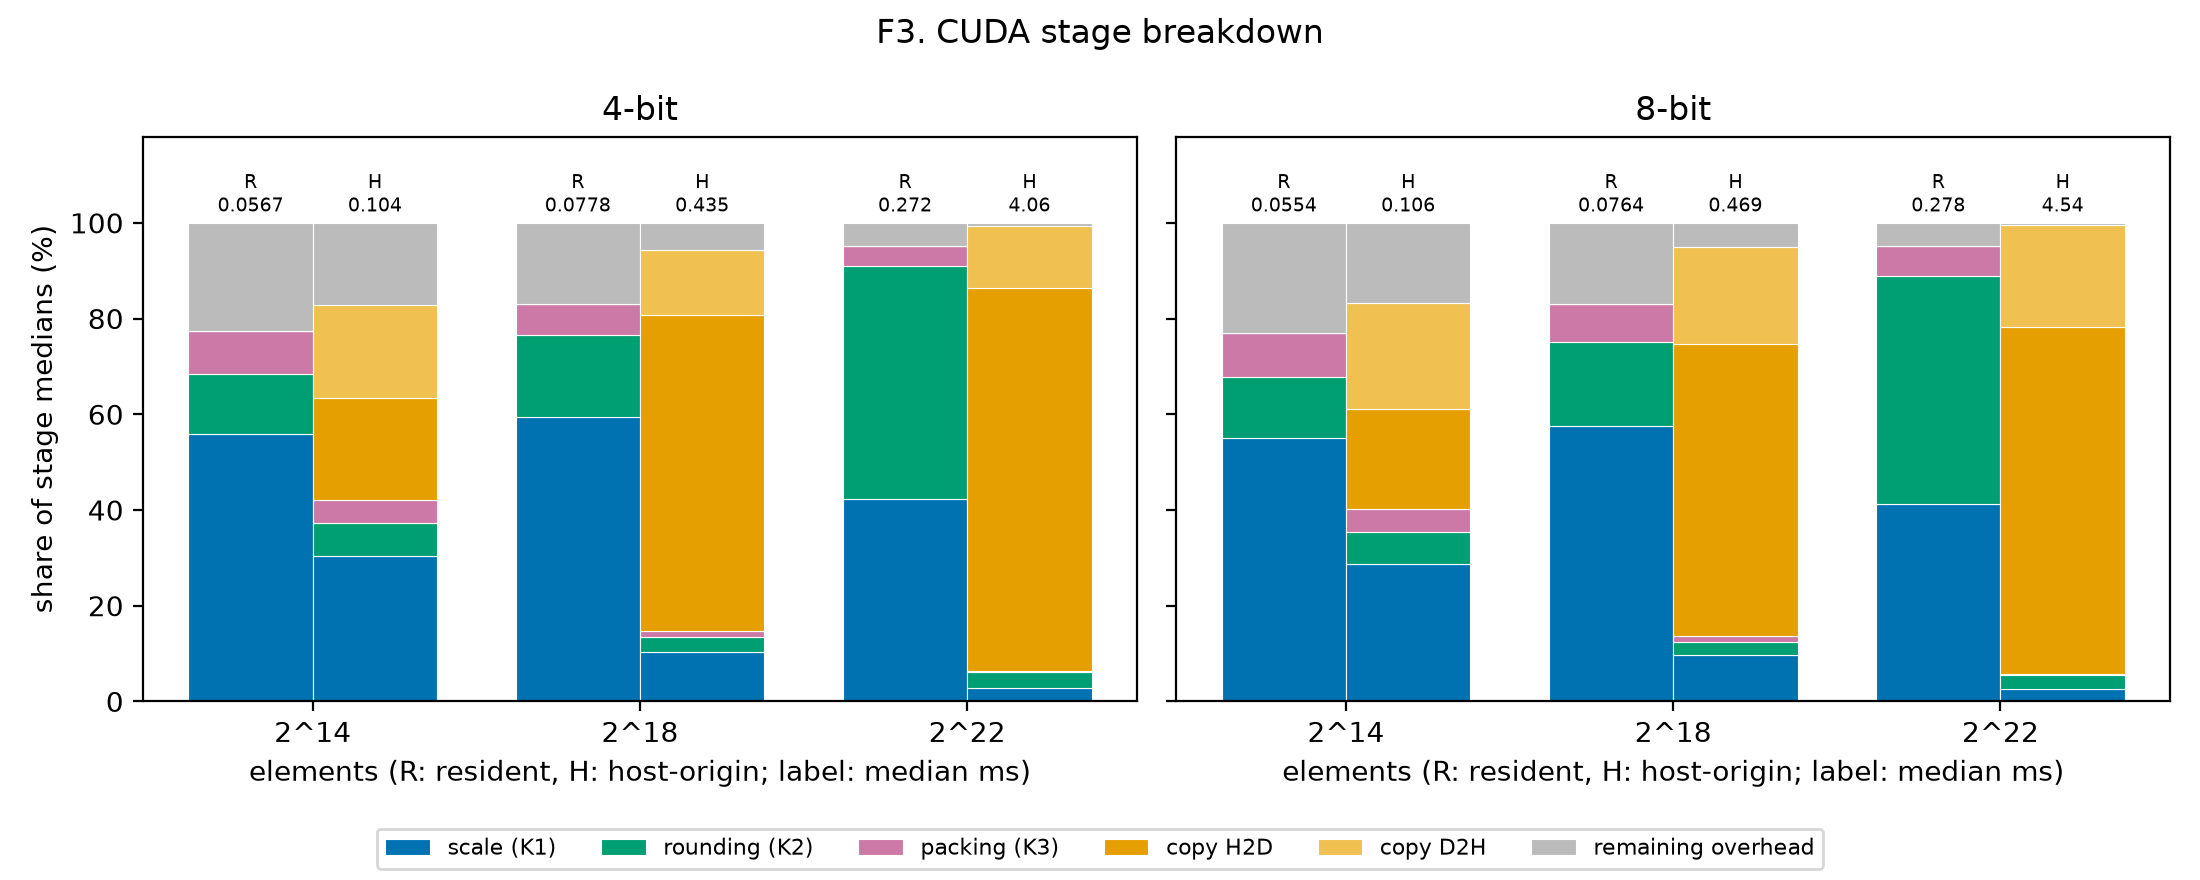 F3. CUDA stage breakdown
4-bit
8-bit
share of stage medians (%)
100
80
60
40
20
0
R
0.0567
H
0.104
R
0.0778
H
0.435
R
0.272
H
4.06
R
0.0554
H
0.106
R
0.0764
H
0.469
R
0.278
H
4.54
2^14
2^18
2^22
2^14
2^18
2^22
elements (R: resident, H: host-origin; label: median ms)
elements (R: resident, H: host-origin; label: median ms)
scale (K1)
rounding (K2)
packing (K3)
copy H2D
copy D2H
remaining overhead